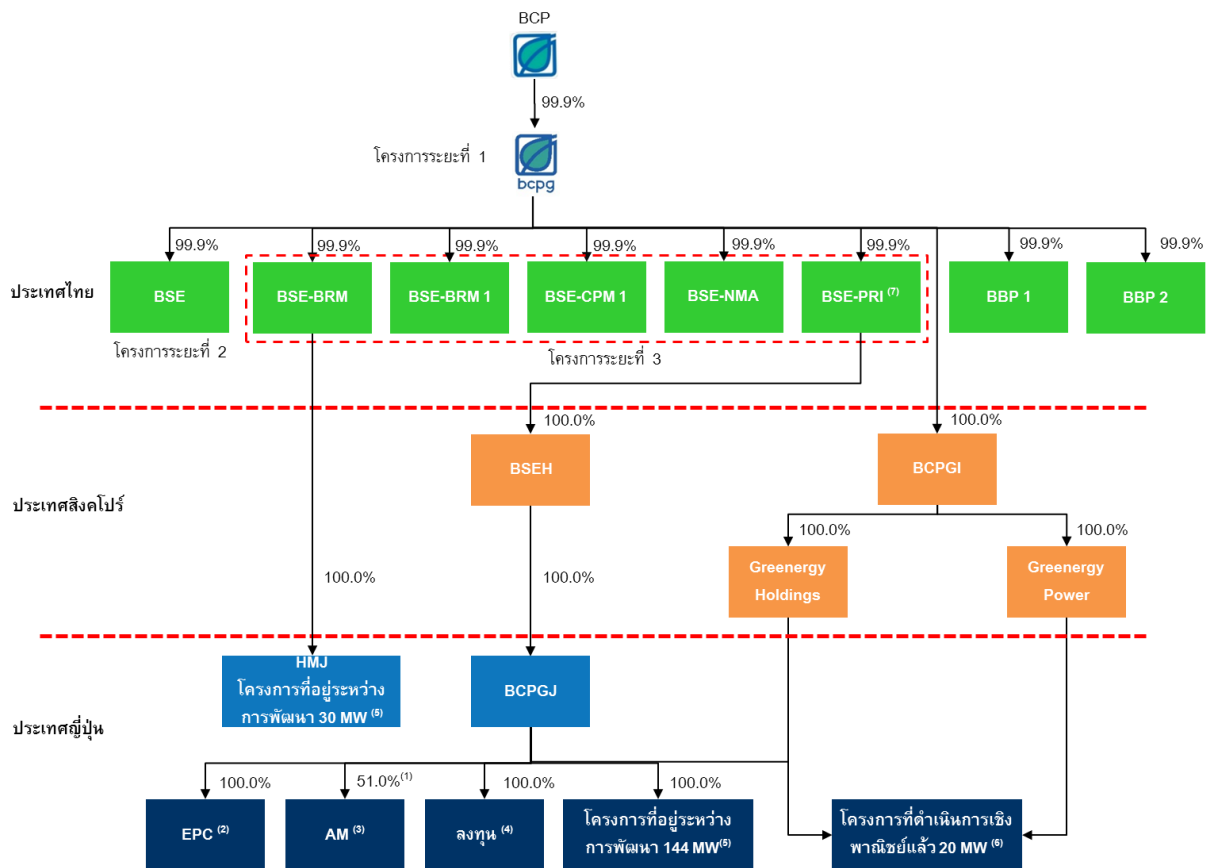 BCP
99.9%
โครงการระยะที่ 1
bcpg
99.9% 99.9% 99.9% 99.9% 99.9% 99.9% 99.9% 99.9%
ประเทศไทย
BSE
BSE-BRM
BSE-BRM 1
BSE-CPM 1
BSE-NMA
BSE-PRI (7)
BBP 1
BBP 2
โครงการระยะที่ 2
โครงการระยะที่ 3
100.0% 100.0%
BSEH
BCPGI
ประเทศสิงคโปร์
100.0% 100.0%
100.0% 100.0%
Greenergy
Holdings
Greenergy
Power
HMJ
โครงการที่อยู่ระหว่าง
การพัฒนา 30 MW (5)
BCPGJ
ประเทศญี่ปุ่น
100.0% 51.0%(1) 100.0% 100.0%
EPC (2)
AM (3)
ลงทุน (4)
โครงการที่อยู่ระหว่าง
การพัฒนา 144 MW(5)
โครงการที่ดำเนินการเชิง
พาณิชย์แล้ว 20 MW (6)